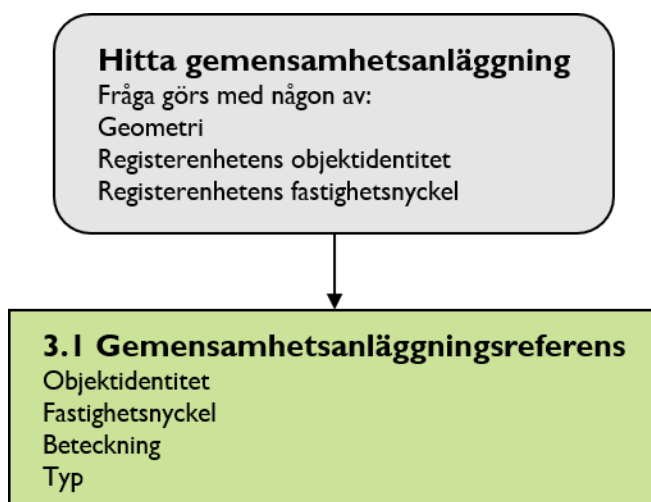 Hitta gemensamhetsanläggning
Fråga görs med någon av:
Geometri
Registerenhetens objektidentitet
Registerenhetens fastighetsnyckel
3.1 Gemensamhetsanläggningsreferens
Objektidentitet
Fastighetsnyckel
Beteckning
Typ